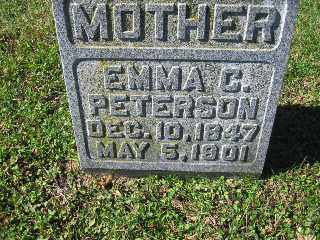 MOTHER
EMMA C.
PETERSON
DEC. 10, 1847
MAY 5, 1901